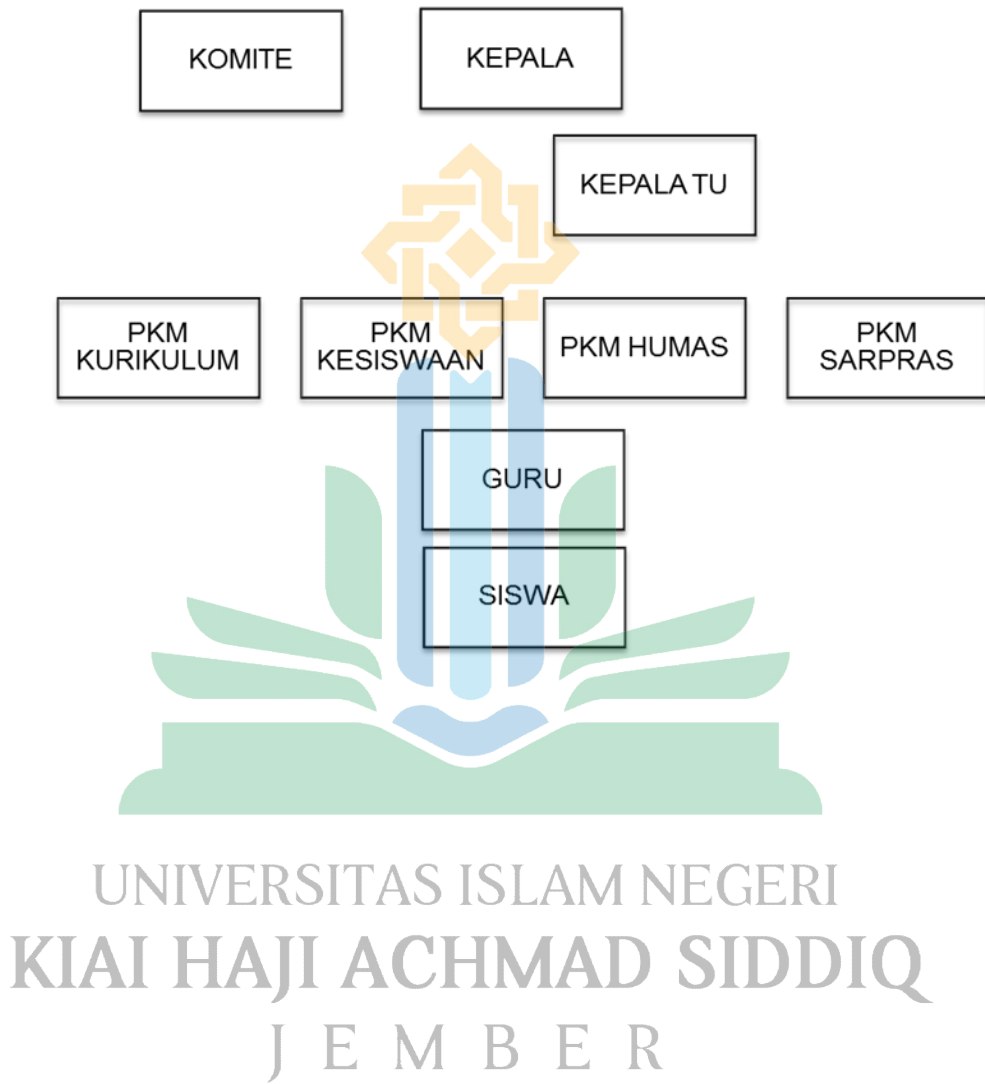 KOMITE
KEPALA
KEPALA TU
PKM
KURIKULUM
PKM
KESISWAAN
PKM HUMAS
PKM
SARPRAS
GURU
SISWA
UNIVERSITAS ISLAM NEGERI
KIAI HAJI ACHMAD SIDDIQ
J E M B E R